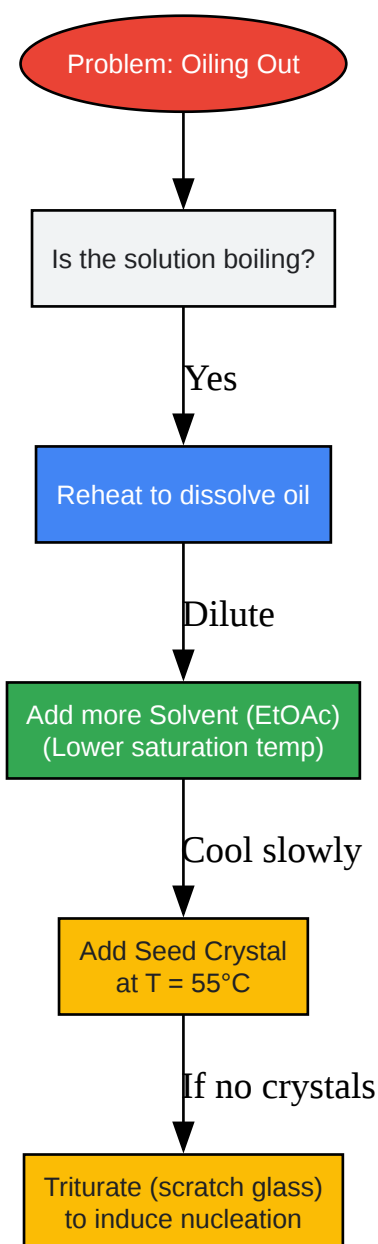 Problem: Oiling Out
Is the solution boiling?
Yes
Reheat to dissolve oil
Dilute
Add more Solvent (EtOAc)
(Lower saturation temp)
Cool slowly
Add Seed Crystal
at T = 55°C
If no crystals
Triturate (scratch glass)
to induce nucleation